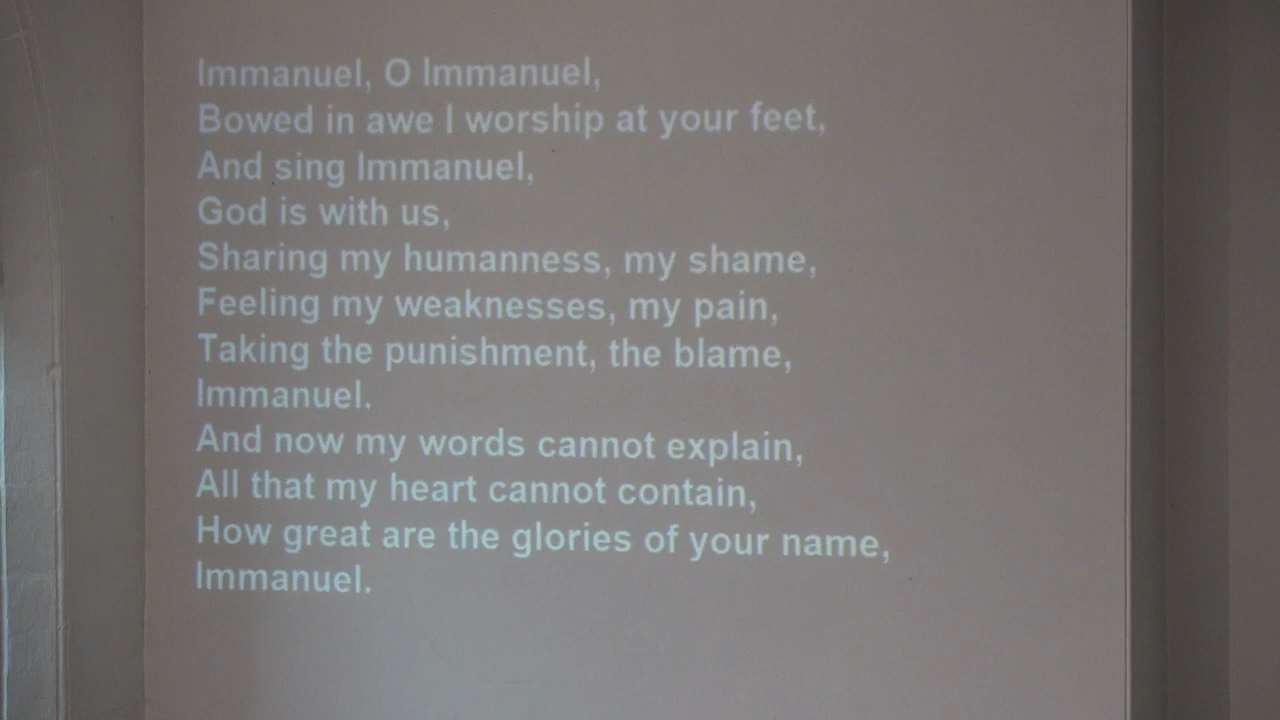 Immanuel, O Immanuel,
Bowed in awe I worship at your feet,
And sing Immanuel,
God is with us,
Sharing my humanness, my shame,
Feeling my weaknesses, my pain,
Taking the punishment, the blame,
Immanuel.
And now my words cannot explain,
All that my heart cannot contain,
How great are the glories of your name,
Immanuel.